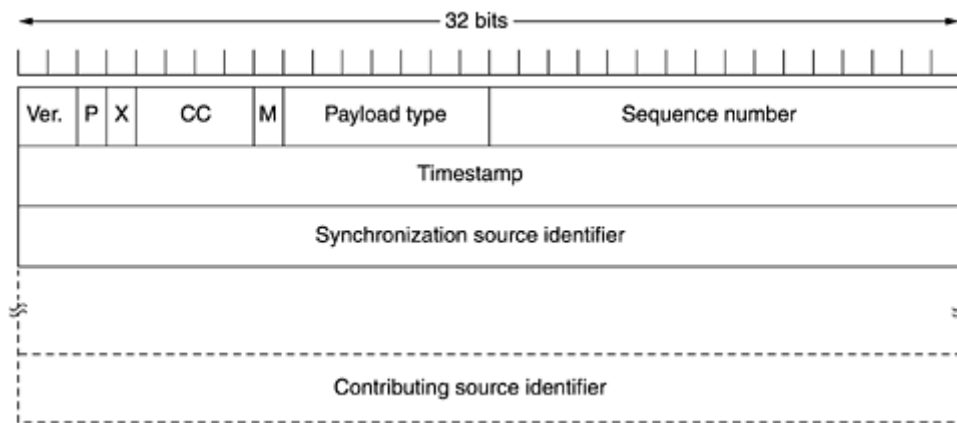 32 bits
Ver. P X CC M Payload type Sequence number
Timestamp
Synchronization source identifier
Contributing source identifier